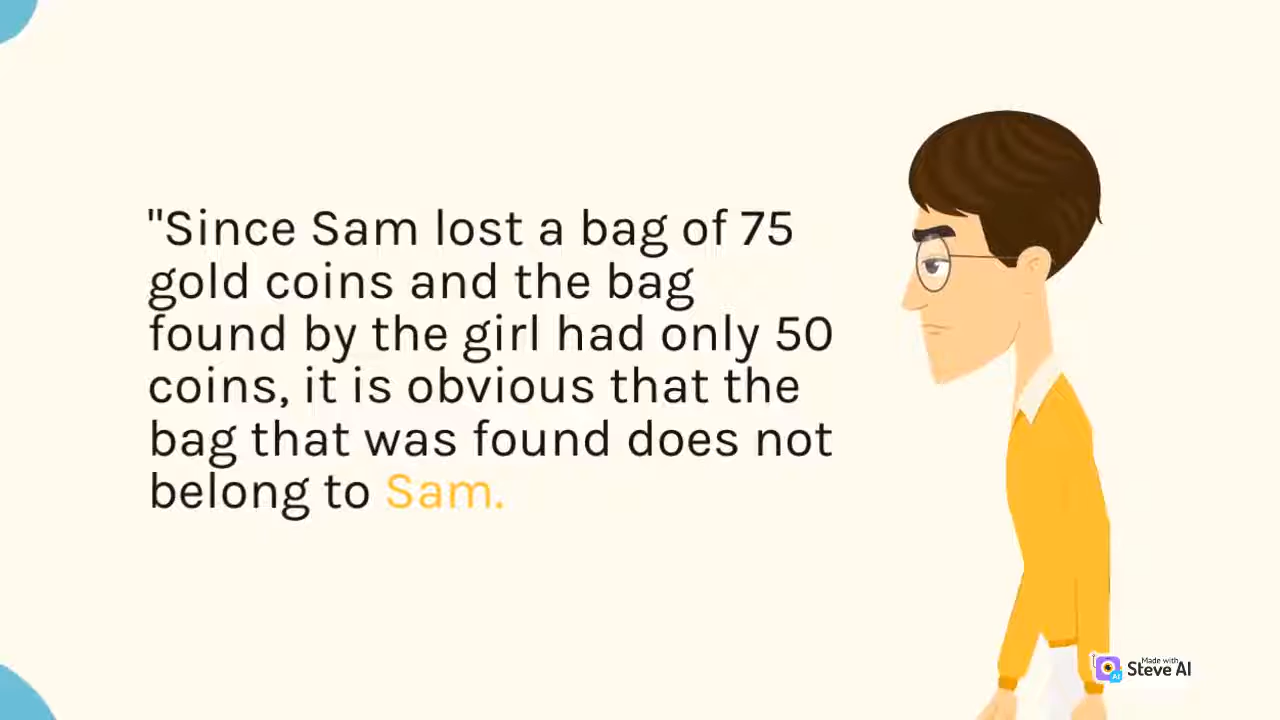 "Since Sam lost a bag of 75
gold coins and the bag
found by the girl had only 50
coins, it is obvious that the
bag that was found does not
belong to Sam.
Made with
Steve AI
AI